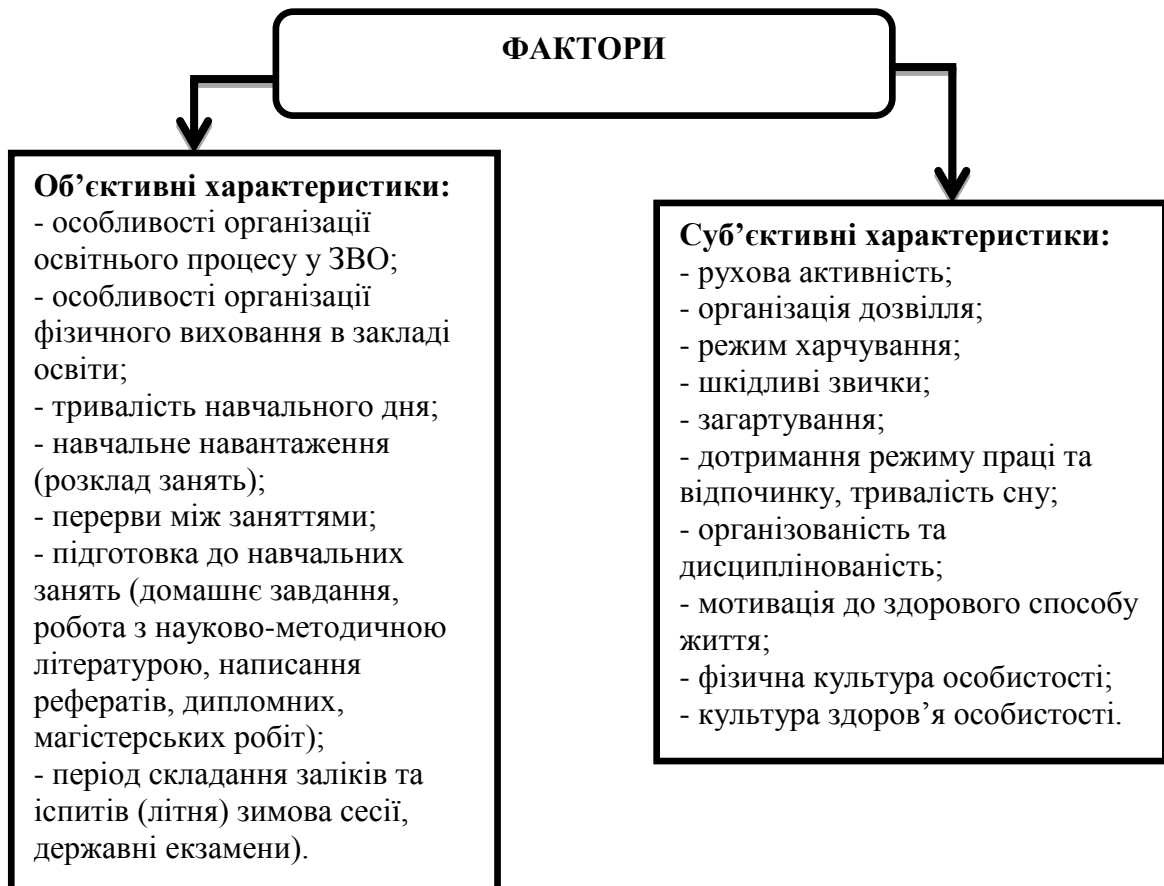 ФАКТОРИ
Об’єктивні характеристики:
- особливості організації
освітнього процесу у ЗВО;
- особливості організації
фізичного виховання в закладі
освіти;
- тривалість навчального дня;
- навчальне навантаження
(розклад занять);
- перерви між заняттями;
- підготовка до навчальних
занять (домашнє завдання,
робота з науково-методичною
літературою, написання
рефератів, дипломних,
магістерських робіт);
- період складання заліків та
іспитів (літня) зимова сесії,
державні екзамени).
Суб’єктивні характеристики:
- рухова активність;
- організація дозвілля;
- режим харчування;
- шкідливі звички;
- загартування;
- дотримання режиму праці та
відпочинку, тривалість сну;
- організованість та
дисциплінованість;
- мотивація до здорового способу
життя;
- фізична культура особистості;
- культура здоров’я особистості.